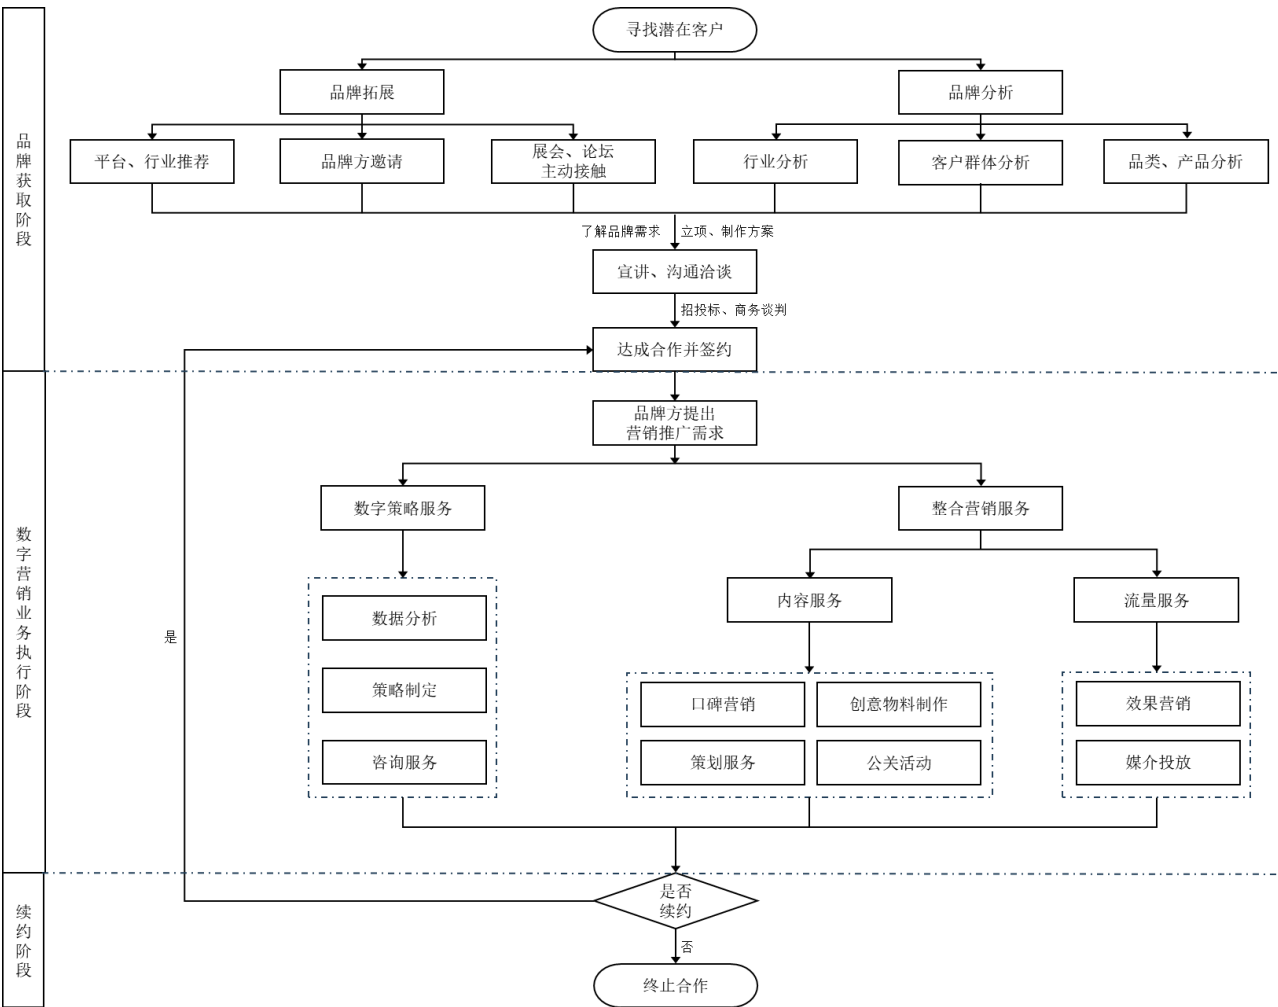 品牌获取阶段
寻找潜在客户
品牌拓展
品牌分析
平台、行业推荐
品牌方邀请
展会、论坛
主动接触
行业分析
客户群体分析
品类、产品分析
了解品牌需求
立项、制作方案
宣讲、沟通洽谈
招投标、商务谈判
达成合作并签约
数字营销业务执行阶段
品牌方提出
营销推广需求
数字策略服务
整合营销服务
内容服务
流量服务
数据分析
策略制定
咨询服务
口碑营销
创意物料制作
策划服务
公关活动
效果营销
媒介投放
是
续约阶段
是否
续约
否
终止合作